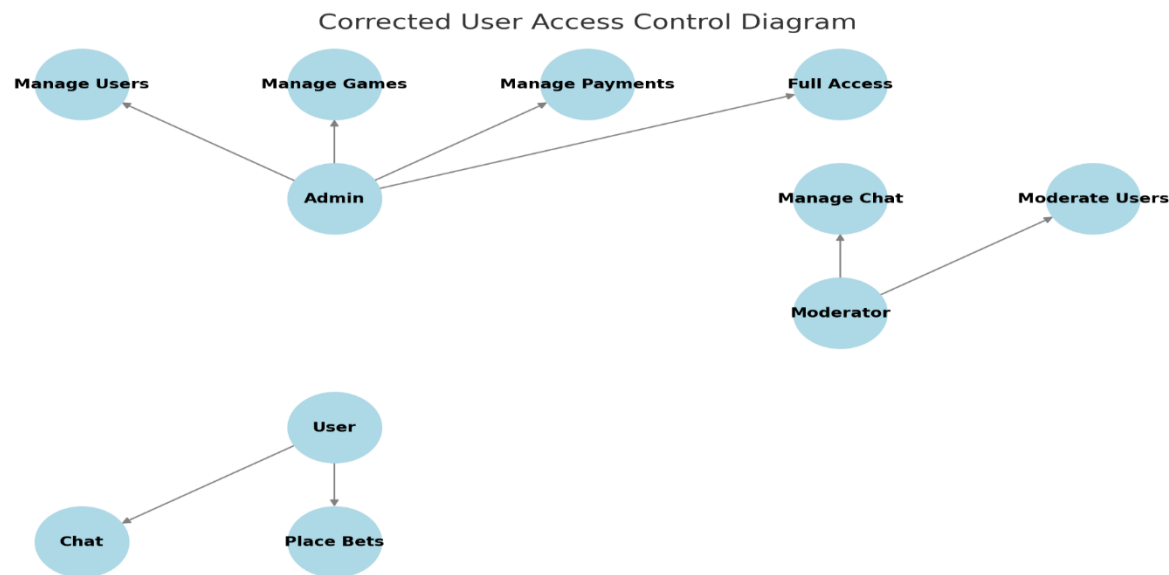 Corrected User Access Control Diagram
Manage Users
Manage Games
Manage Payments
Full Access
Admin
Manage Chat
Moderate Users
Moderator
User
Chat
Place Bets